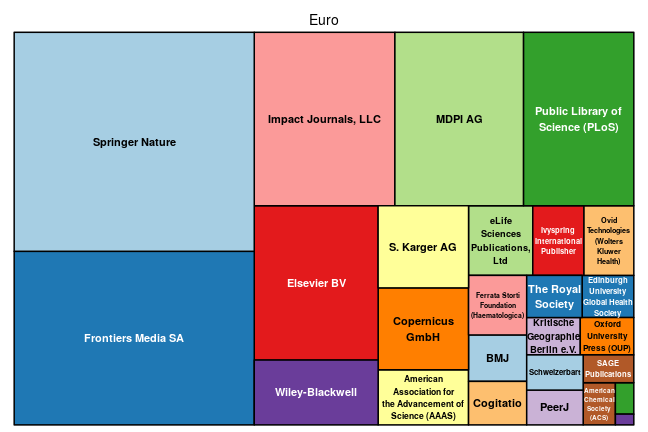 Euro
Springer Nature
Impact Journals, LLC
MDPI AG
Public Library of
Science (PLoS)
Frontiers Media SA
Elsevier BV
Wiley-Blackwell
S. Karger AG
Copernicus
GmbH
American
Association for
the Advancement of
Science (AAAS)
eLife
Sciences
Publications,
Ltd
Ivyspring
International
Publisher
Ovid
Technologies
(Wolters
Kluwer
Health)
Ferrata Storti
Foundation
(Haematologica)
BMJ
Cogitatio
The Royal
Society
Edinburgh
University
Global Health
Society
Kritische
Geographie
Berlin e.V.
Oxford
University
Press (OUP)
Schweizerbart
PeerJ
SAGE
Publications
American
Chemical
Society
(ACS)